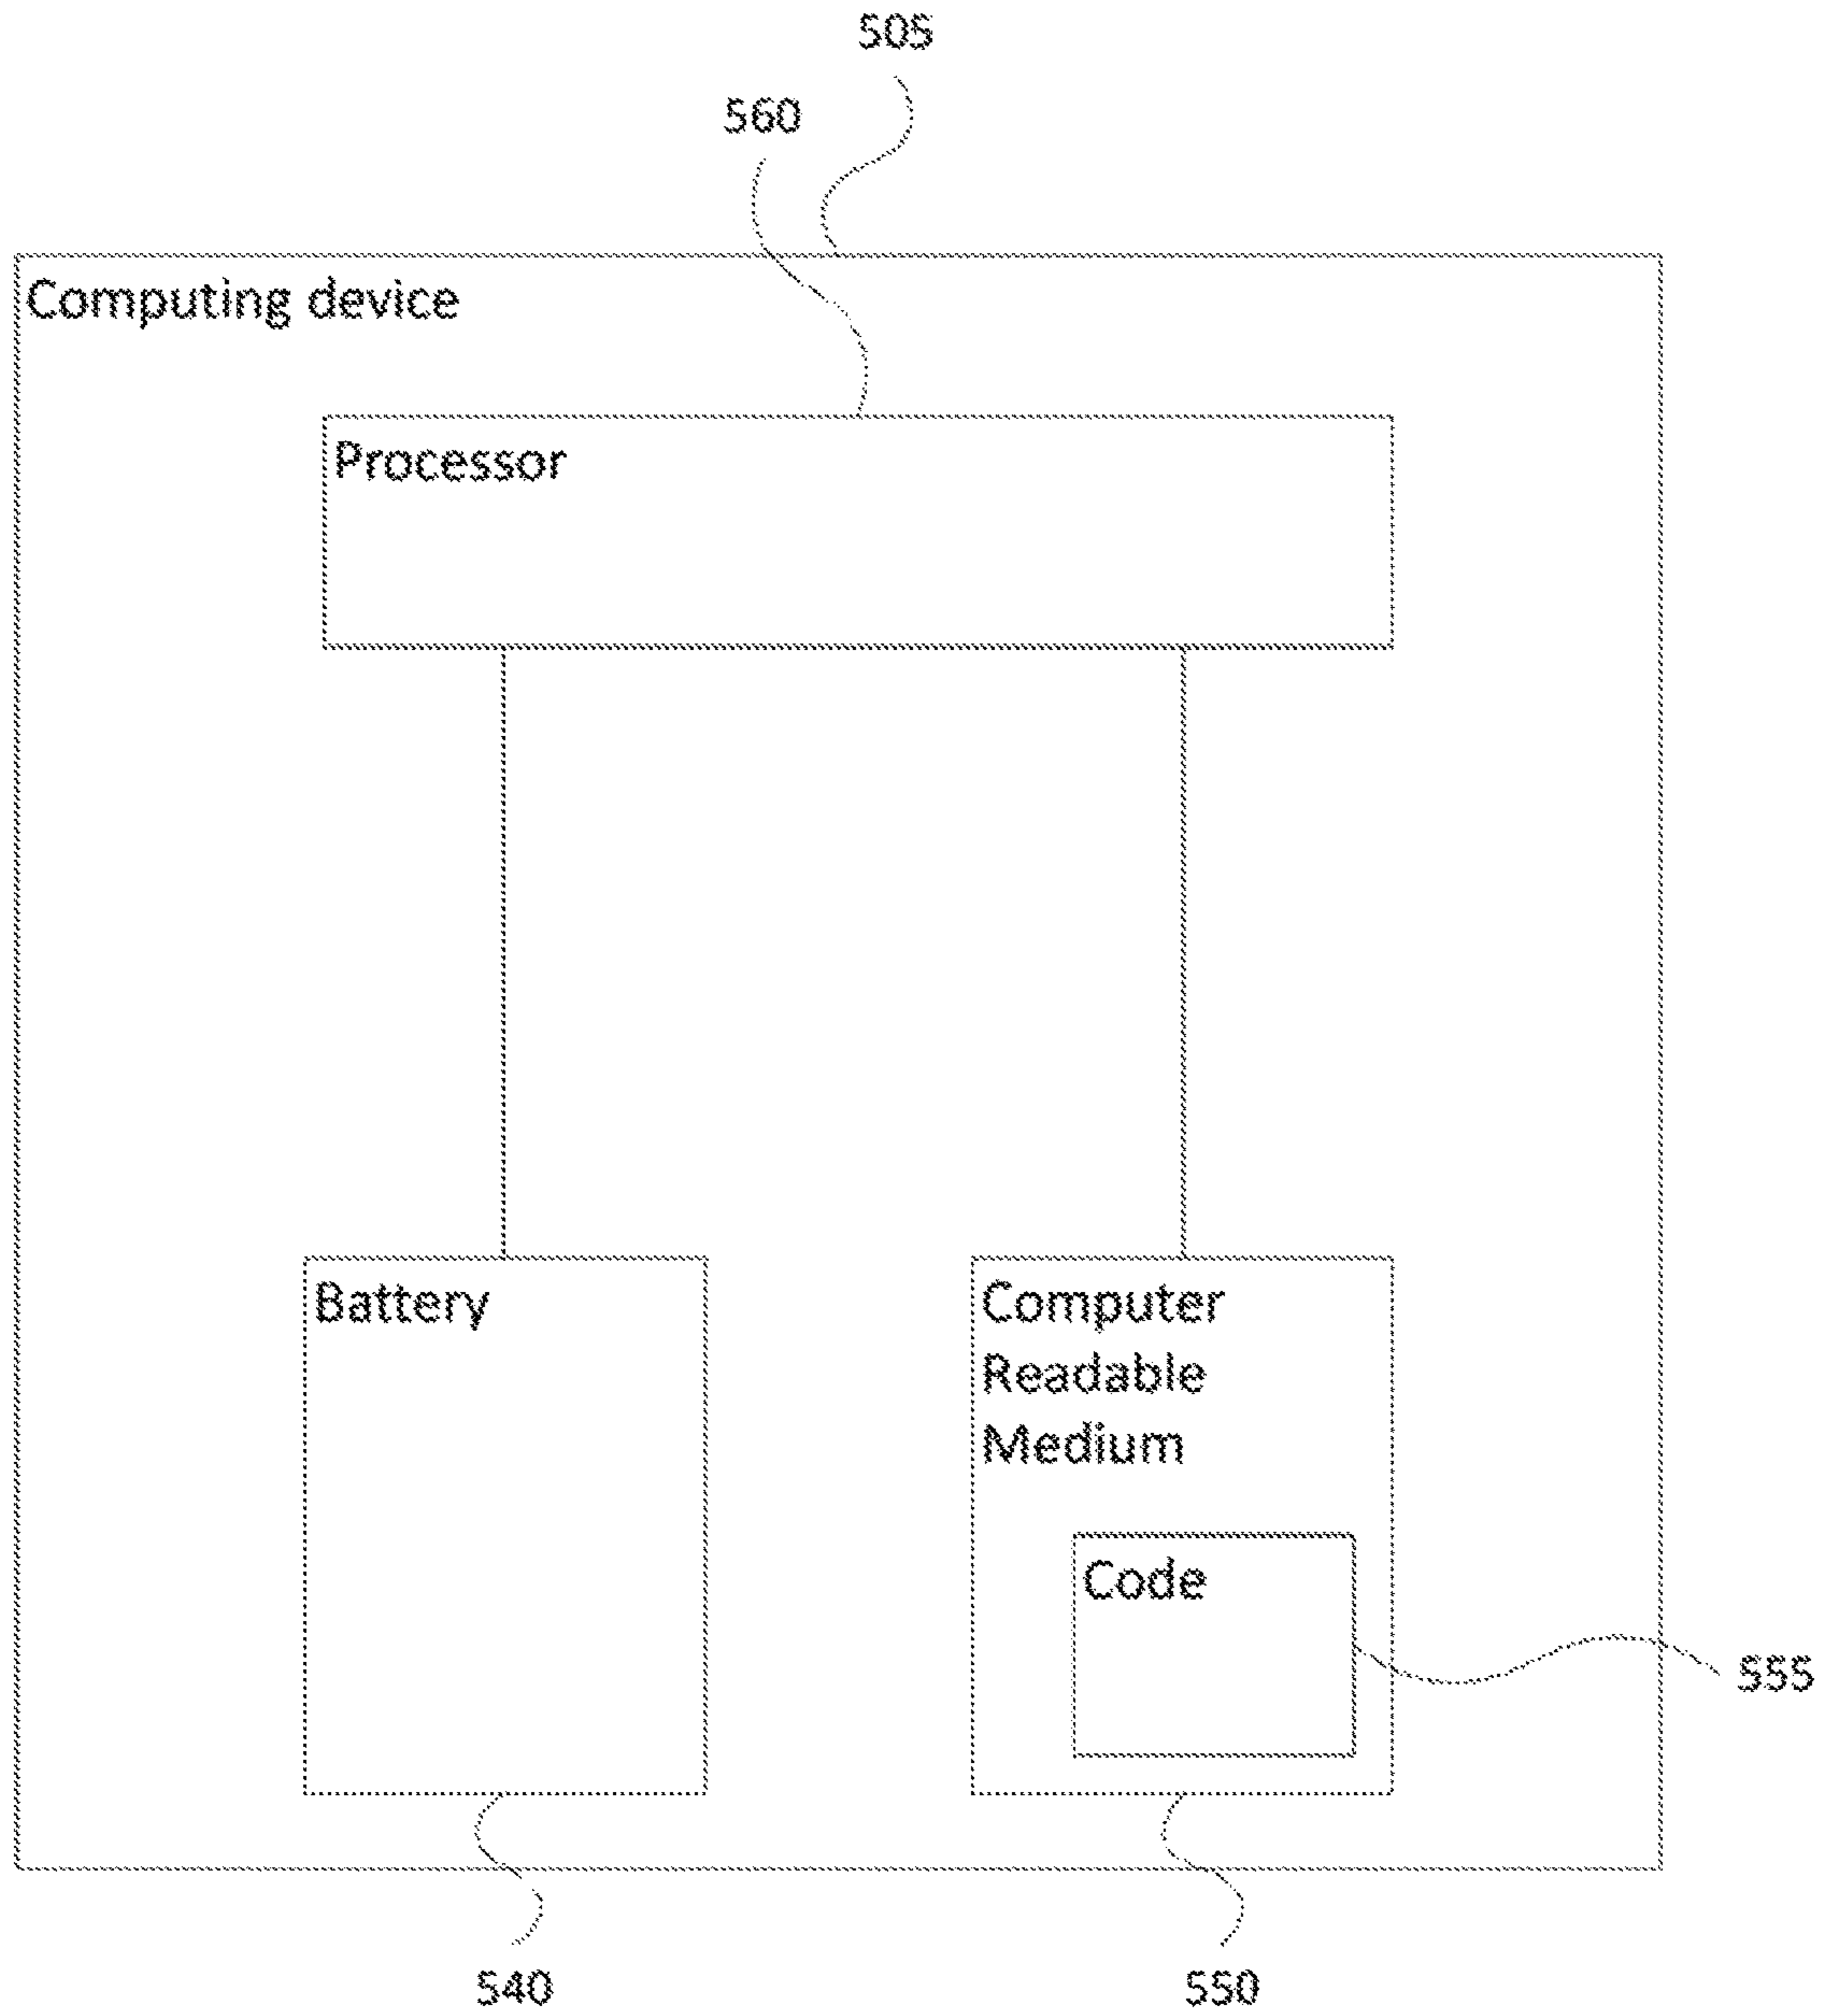 505
560
Computing device
Processor
Battery
Computer
Readable
Medium
Code
555
540
550